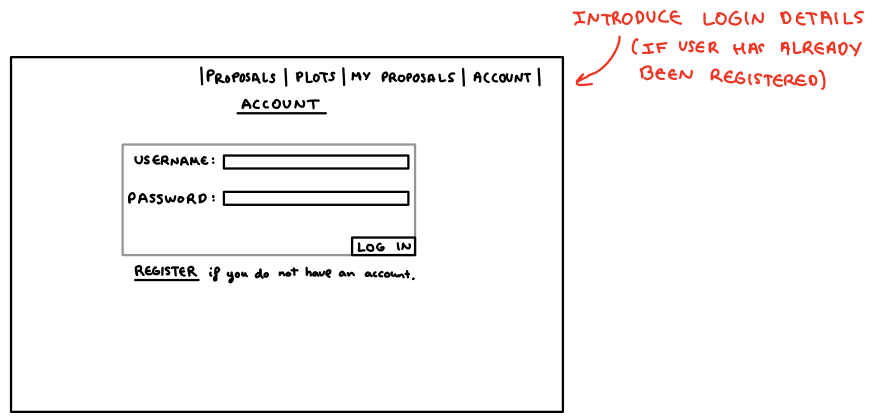 INTRODUCE LOGIN DETAILS
(IF USER HAS ALREADY
BEEN REGISTERED)
|PROPOSALS | PLOTS | MY PROPOSALS | ACCOUNT |
ACCOUNT
USERNAME:
PASSWORD:
LOG IN
REGISTER if you do not have an account.